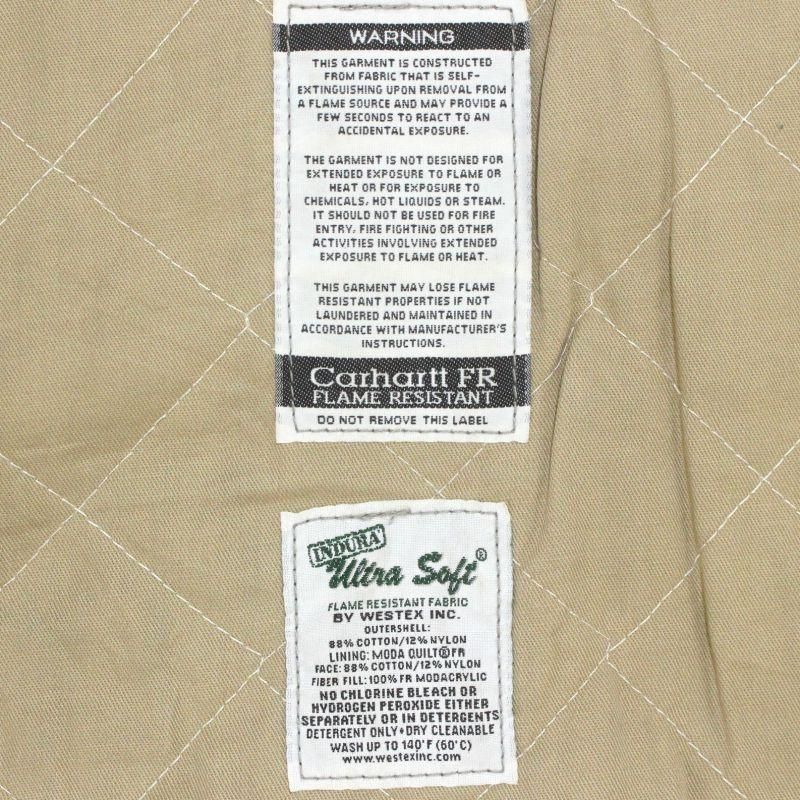 WARNING
THIS GARMENT IS CONSTRUCTED
FROM FABRIC THAT IS SELF-
EXTINGUISHING UPON REMOVAL FROM
A FLAME SOURCE AND MAY PROVIDE A
FEW SECONDS TO REACT TO AN
ACCIDENTAL EXPOSURE.
THE GARMENT IS NOT DESIGNED FOR
EXTENDED EXPOSURE TO FLAME OR
HEAT OR FOR EXPOSURE TO
CHEMICALS, HOT LIQUIDS OR STEAM.
IT SHOULD NOT BE USED FOR FIRE
ENTRY, FIRE FIGHTING OR OTHER
ACTIVITIES INVOLVING EXTENDED
EXPOSURE TO FLAME OR HEAT.
THIS GARMENT MAY LOSE FLAME
RESISTANT PROPERTIES IF NOT
LAUNDERED AND MAINTAINED IN
ACCORDANCE WITH MANUFACTURER'S
INSTRUCTIONS.
Carhartt FR
FLAME RESISTANT
DO NOT REMOVE THIS LABEL
INDURA
Ultra Soft®
FLAME RESISTANT FABRIC
BY WESTEX INC.
OUTERSHELL:
88% COTTON/12% NYLON
LINING: MODA QUILT®FR
FACE: 88% COTTON/12% NYLON
FIBER FILL: 100% FR MODACRYLIC
NO CHLORINE BLEACH OR
HYDROGEN PEROXIDE EITHER
SEPARATELY OR IN DETERGENTS
DETERGENT ONLY•DRY CLEANABLE
WASH UP TO 140°F (60°C)
www.westexinc.com